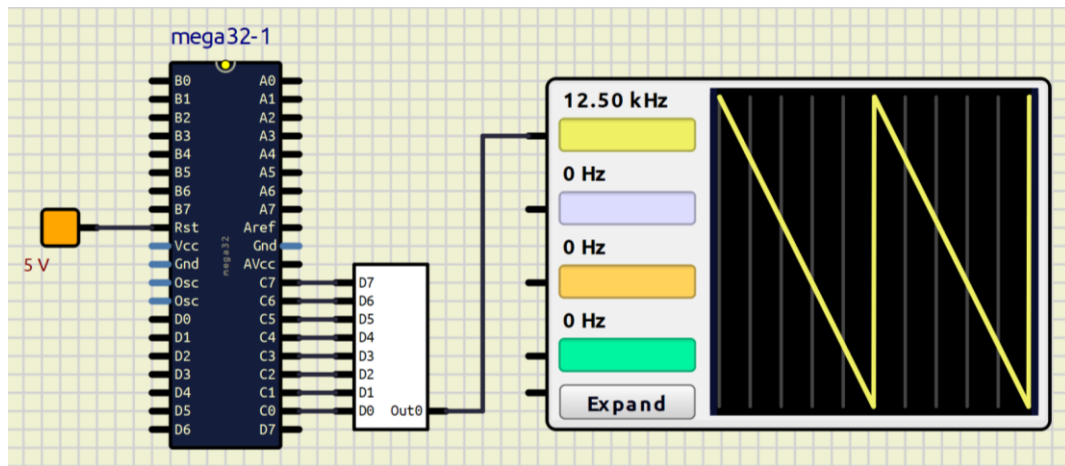 mega32-1
B0 A0
B1 A1
B2 A2
B3 A3
B4 A4
B5 A5
B6 A6
B7 A7
Rst Aref
Vcc Gnd
Gnd AVcc
Osc C7
Osc C6
D0 C5
D1 C4
D2 C3
D3 C2
D4 C1
D5 C0
D6 D7
mega32
5 V
D7
D6
D5
D4
D3
D2
D1
D0 Out0
12.50 kHz
0 Hz
0 Hz
0 Hz
Expand